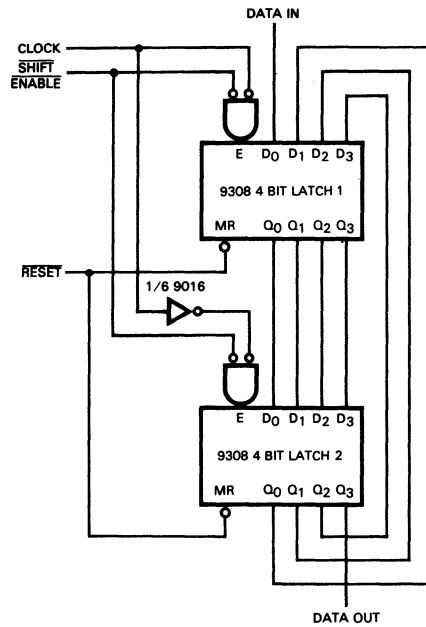 DATA IN
CLOCK
SHIFT
ENABLE
E D0 D1 D2 D3
9308 4 BIT LATCH 1
MR Q0 Q1 Q2 Q3
RESET
1/6 9016
E D0 D1 D2 D3
9308 4 BIT LATCH 2
MR Q0 Q1 Q2 Q3
DATA OUT